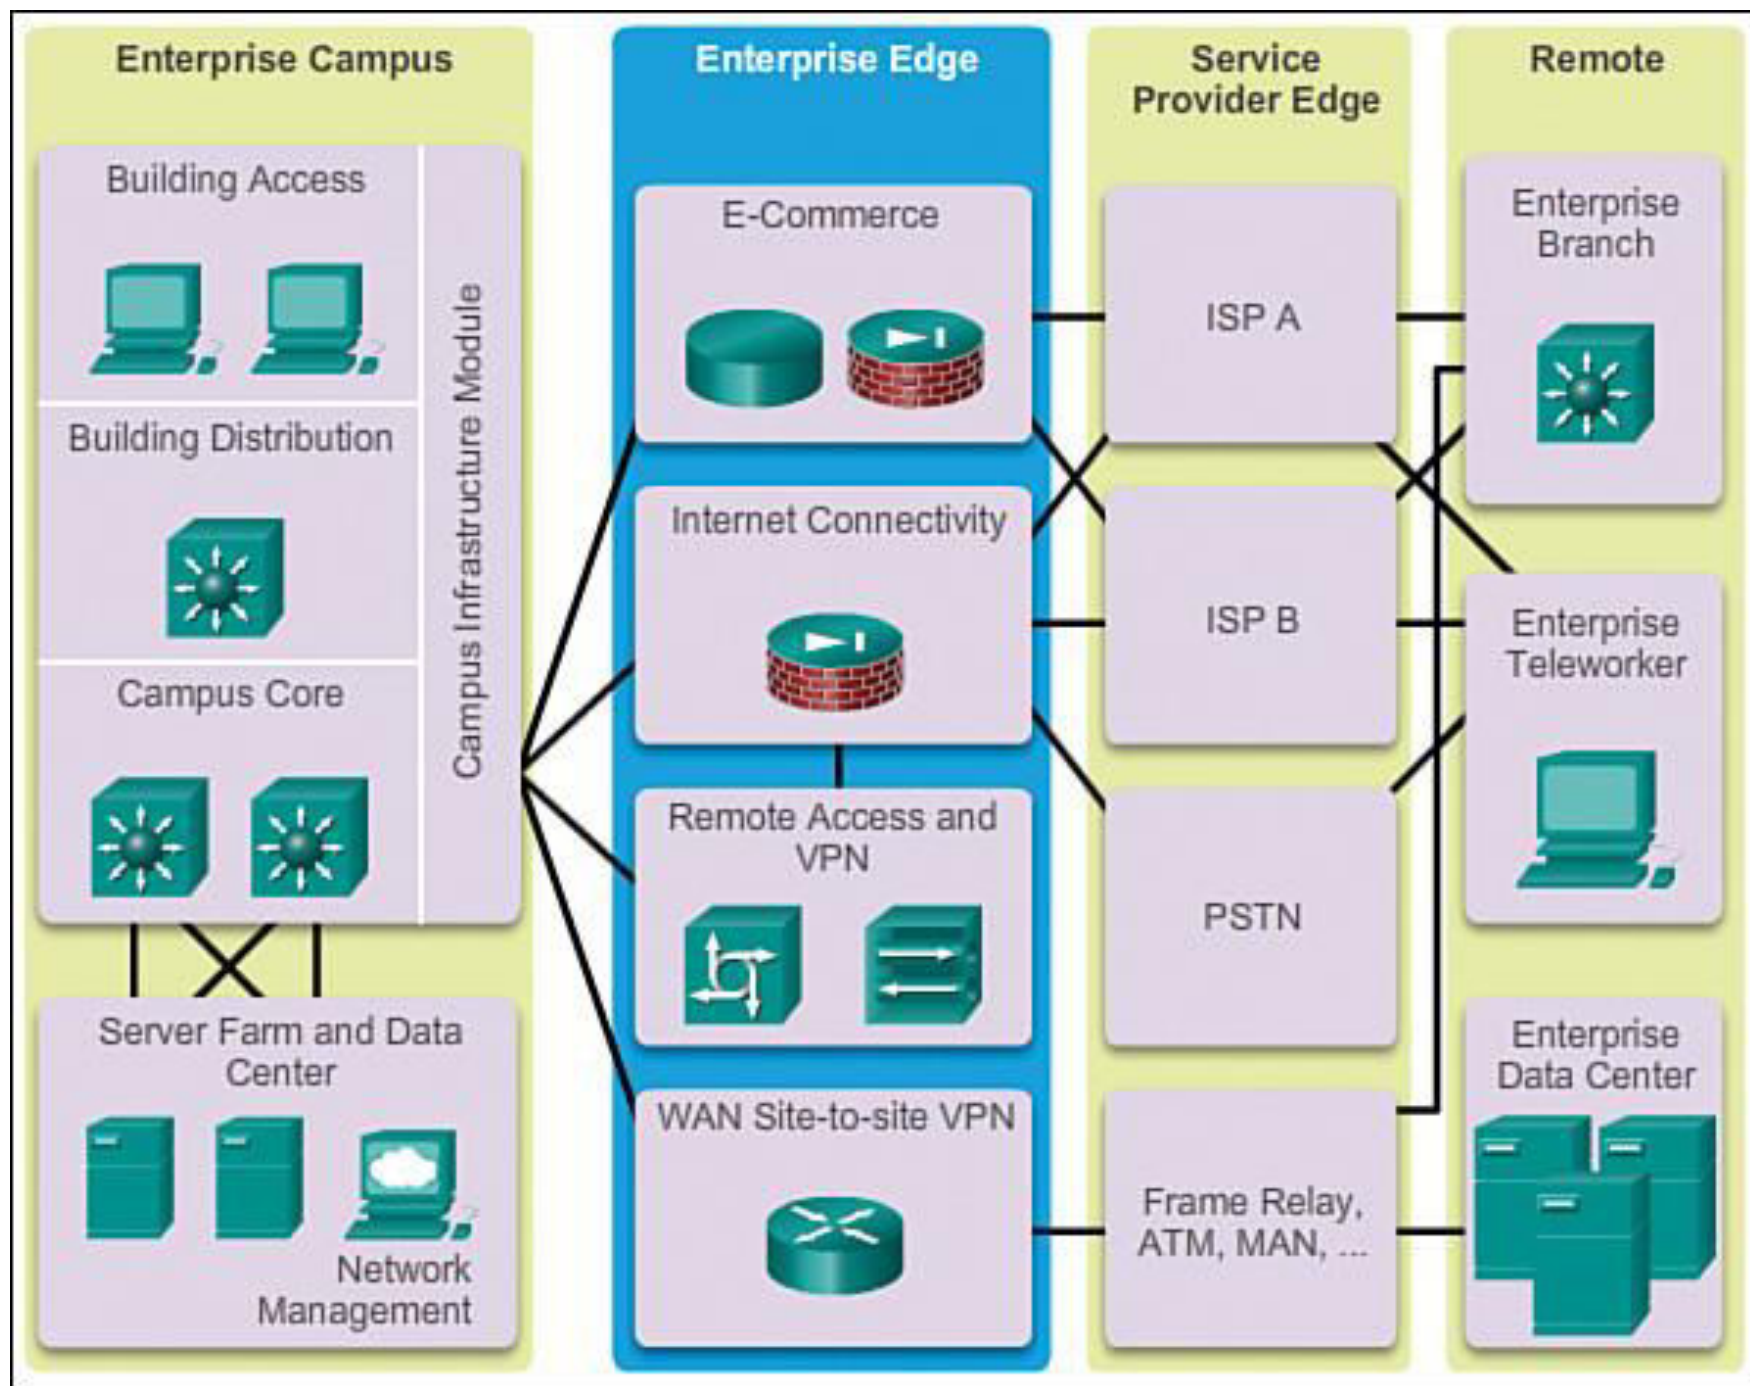 Enterprise Campus
Building Access
Building Distribution
Campus Core
Campus Infrastructure Module
Server Farm and Data
Center
Network
Management
Enterprise Edge
E-Commerce
Internet Connectivity
Remote Access and
VPN
WAN Site-to-site VPN
Service
Provider Edge
ISP A
ISP B
PSTN
Frame Relay,
ATM, MAN, ...
Remote
Enterprise
Branch
Enterprise
Teleworker
Enterprise
Data Center